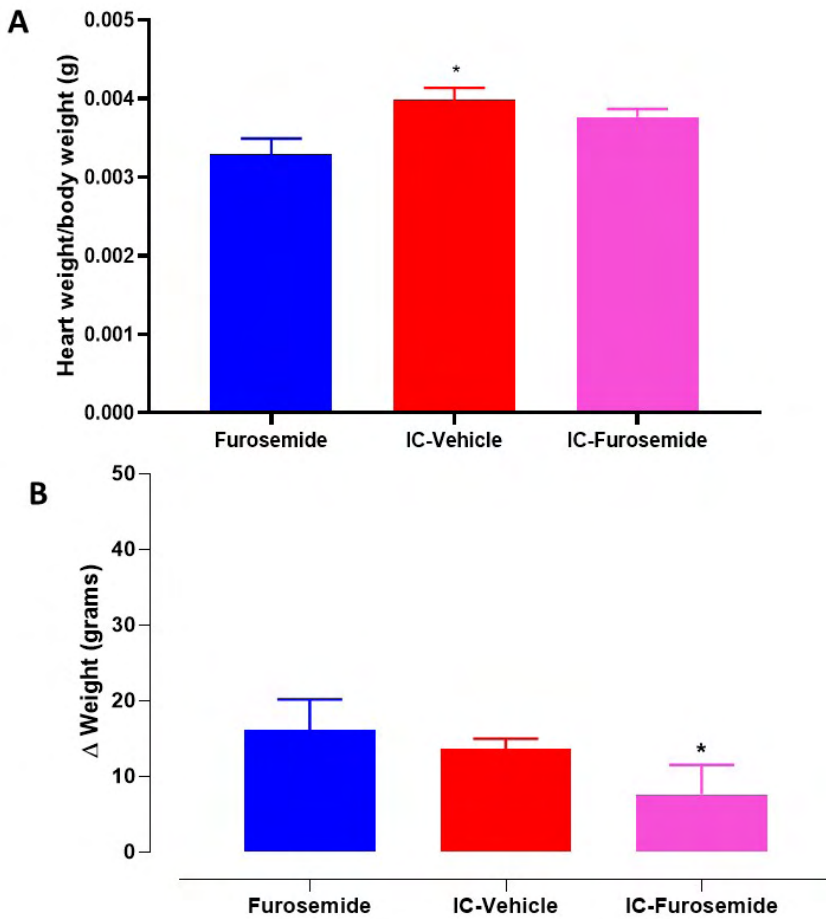 A
Heart weight/body weight (g)
0.005
0.004
0.003
0.002
0.001
0.000
*
Furosemide IC-Vehicle IC-Furosemide
B
Δ Weight (grams)
50
40
30
20
10
0
*
Furosemide IC-Vehicle IC-Furosemide